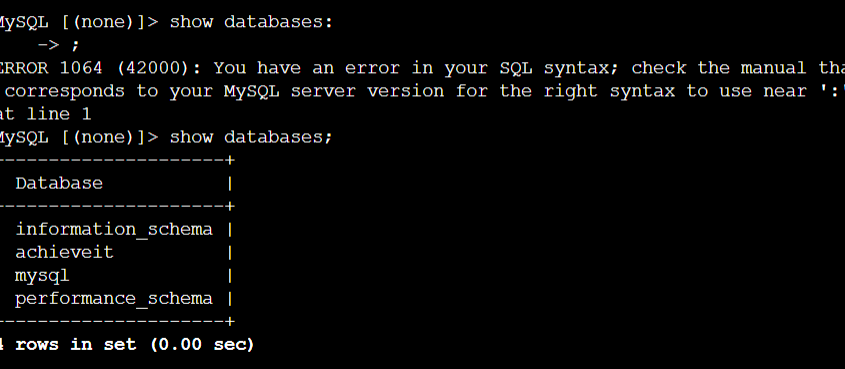 MySQL [(none)]> show databases:
    -> ;
ERROR 1064 (42000): You have an error in your SQL syntax; check the manual tha
 corresponds to your MySQL server version for the right syntax to use near ':'
at line 1
MySQL [(none)]> show databases;
---------------------+
 Database            |
---------------------+
 information_schema |
 achieveit           |
 mysql               |
 performance_schema |
---------------------+
4 rows in set (0.00 sec)